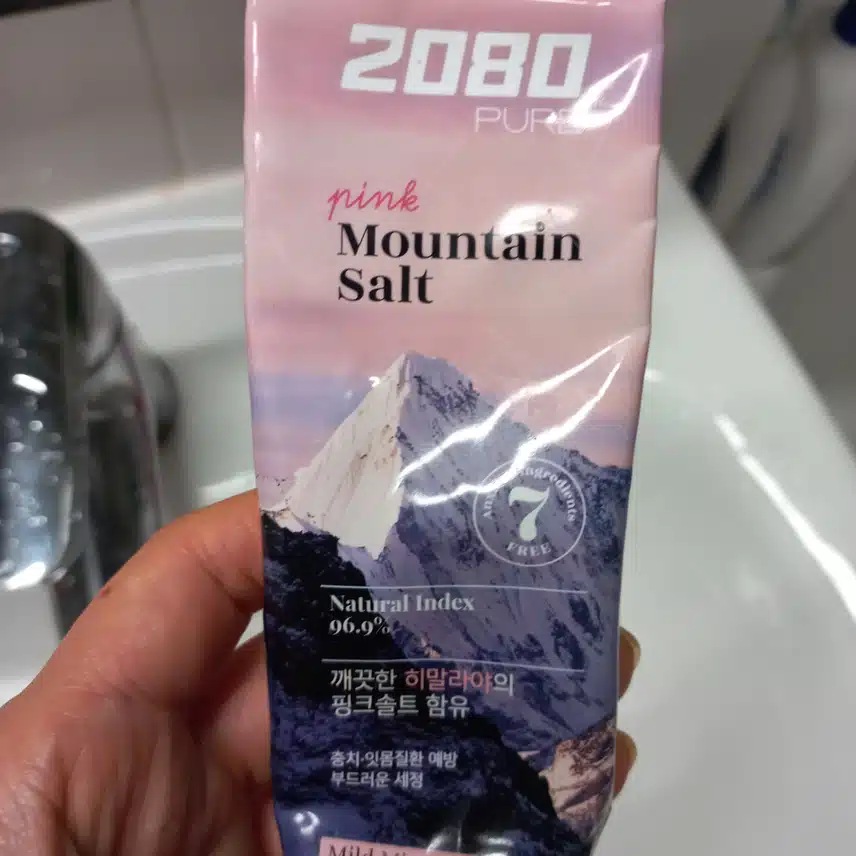 2080
PURE
pink
Mountain
Salt
ingredients
7
FREE
Natural Index
96.9%
깨끗한 히말라야의
핑크솔트 함유
충치·잇몸질환 예방
부드러운 세정
Mild